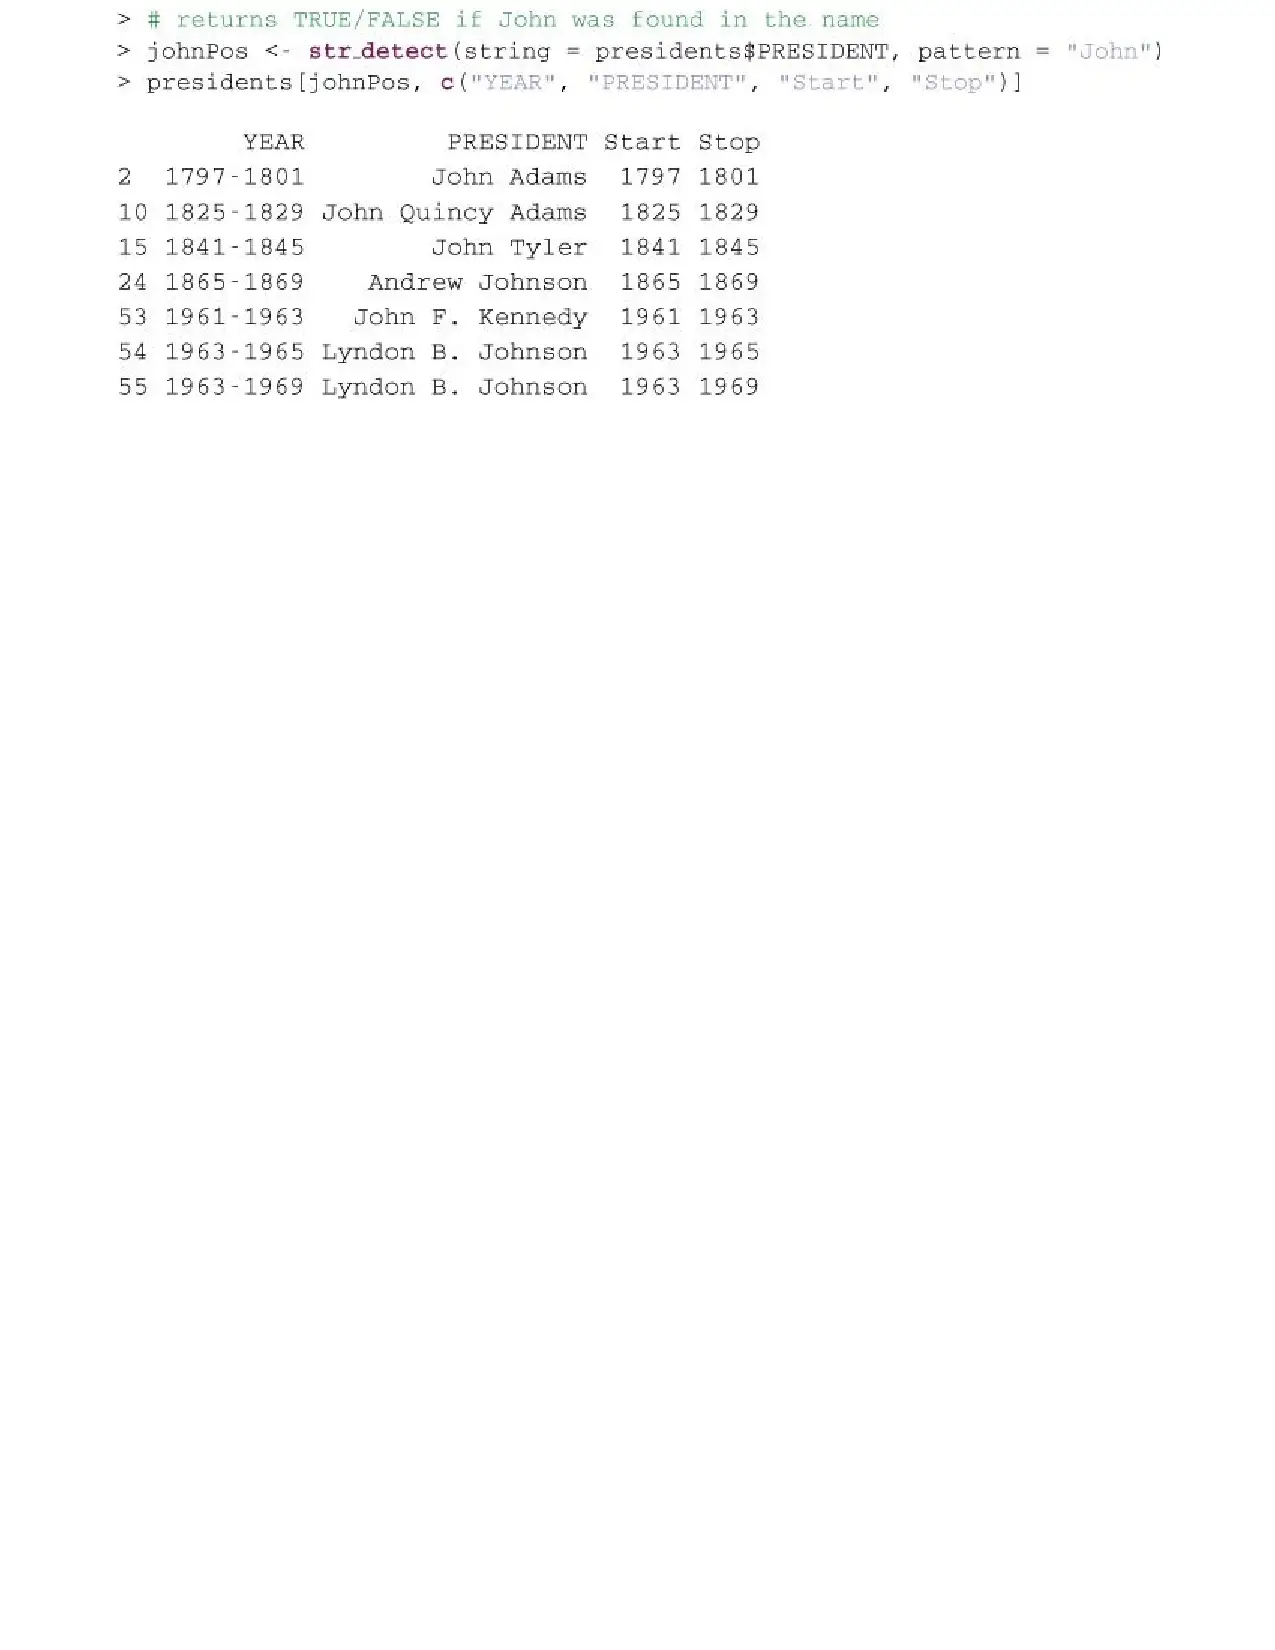 > # returns TRUE/FALSE if John was found in the name
> johnPos <- str_detect(string = presidents$PRESIDENT, pattern = "John")
> presidents[johnPos, c("YEAR", "PRESIDENT", "Start", "Stop")]
YEAR PRESIDENT Start Stop
2 1797-1801 John Adams 1797 1801
10 1825-1829 John Quincy Adams 1825 1829
15 1841-1845 John Tyler 1841 1845
24 1865-1869 Andrew Johnson 1865 1869
53 1961-1963 John F. Kennedy 1961 1963
54 1963-1965 Lyndon B. Johnson 1963 1965
55 1963-1969 Lyndon B. Johnson 1963 1969